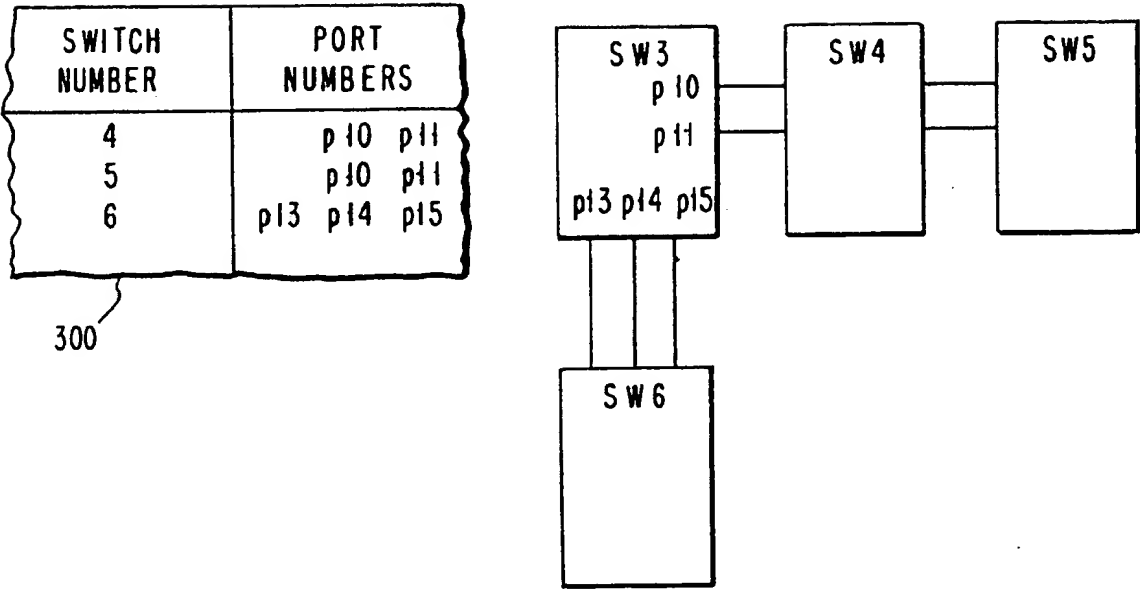 SWITCH NUMBER
PORT NUMBERS
4 p10 p11
5 p10 p11
6 p13 p14 p15
300
SW3
p10
p11
p13 p14 p15
SW4
SW5
SW6